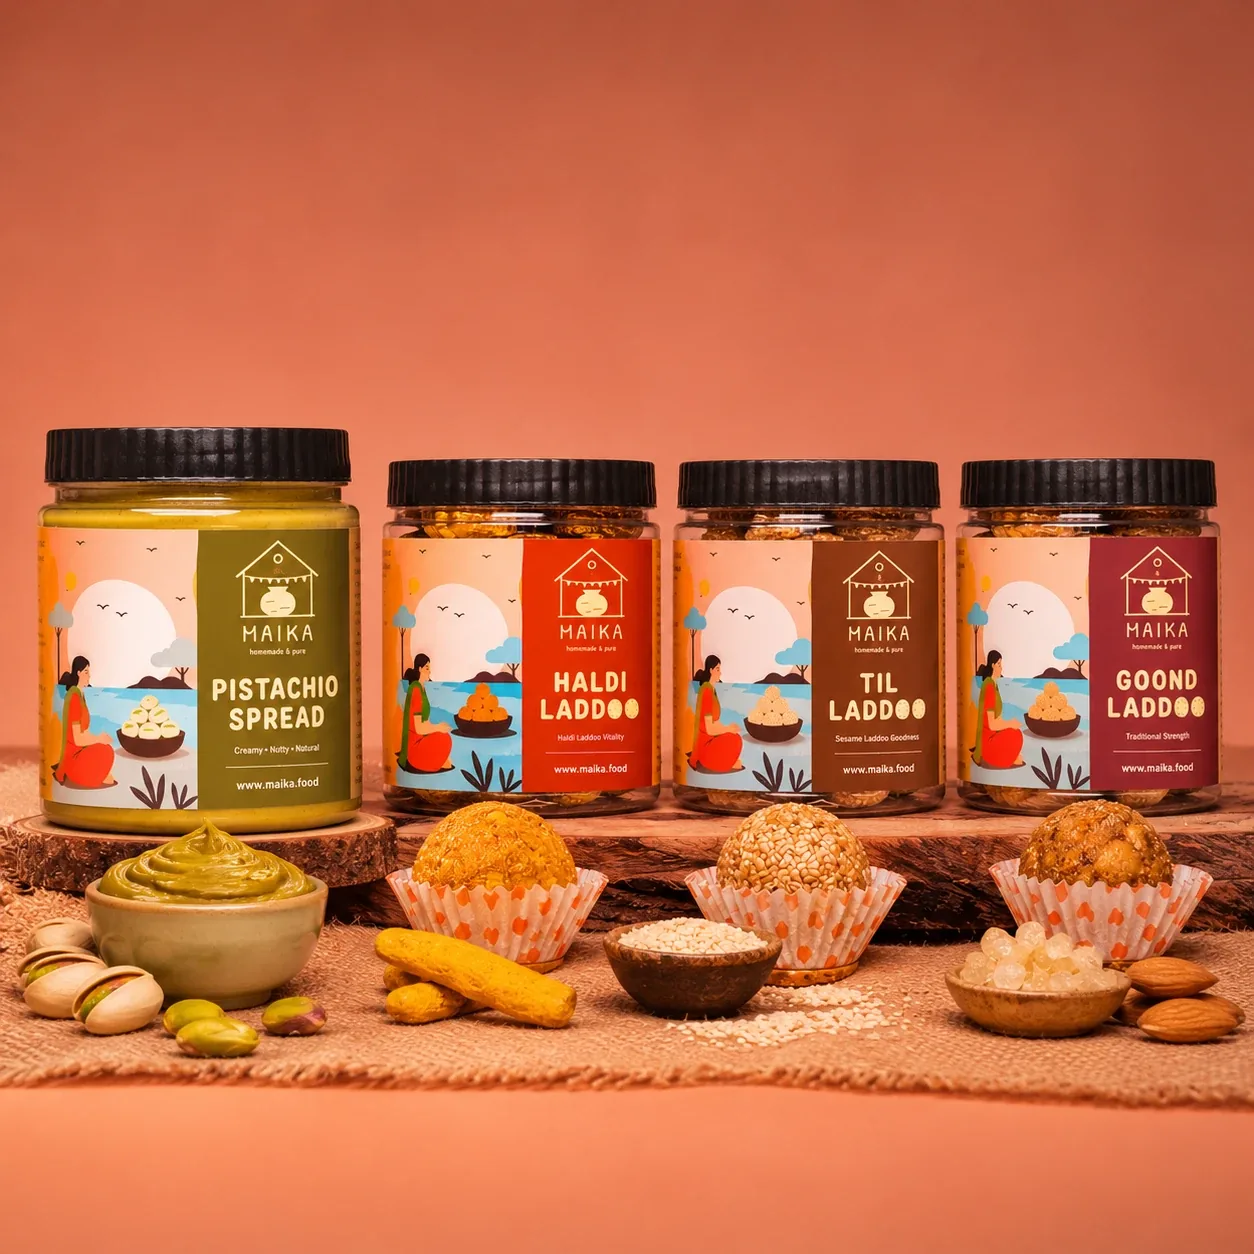 MAIKA
homemade & pure
PISTACHIO
SPREAD
Creamy • Nutty • Natural
www.maika.food
MAIKA
homemade & pure
HALDI
LADDOO
Haldi Laddoo Vitality
www.maika.food
MAIKA
homemade & pure
TIL
LADDOO
Sesame Laddoo Goodness
www.maika.food
MAIKA
homemade & pure
GOOND
LADDOO
Traditional Strength
www.maika.food